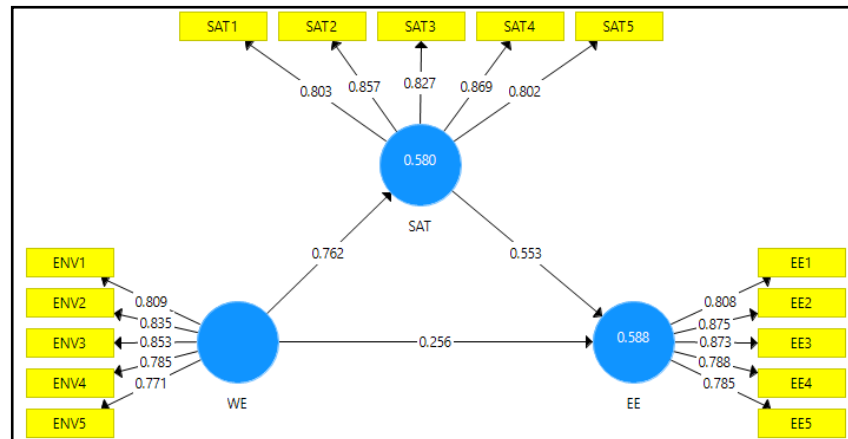 SAT1 SAT2 SAT3 SAT4 SAT5
0.803 0.857 0.827 0.869 0.802
0.580
SAT
0.762 0.553
ENV1
ENV2
ENV3
ENV4
ENV5
0.809
0.835
0.853
0.785
0.771
WE
0.256
0.588
EE
0.808
0.875
0.873
0.788
0.785
EE1
EE2
EE3
EE4
EE5